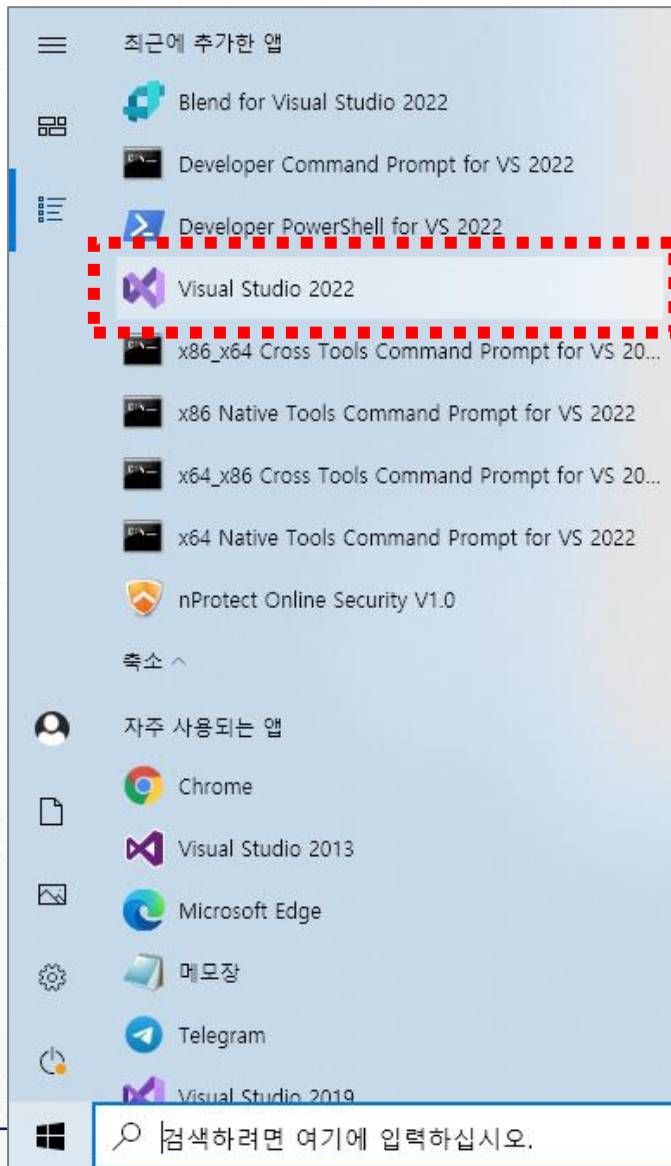 최근에 추가한 앱
Blend for Visual Studio 2022
Developer Command Prompt for VS 2022
Developer PowerShell for VS 2022
Visual Studio 2022
x86_x64 Cross Tools Command Prompt for VS 20...
x86 Native Tools Command Prompt for VS 2022
x64_x86 Cross Tools Command Prompt for VS 20...
x64 Native Tools Command Prompt for VS 2022
nProtect Online Security V1.0
축소
자주 사용되는 앱
Chrome
Visual Studio 2013
Microsoft Edge
메모장
Telegram
Visual Studio 2019
검색하려면 여기에 입력하십시오.